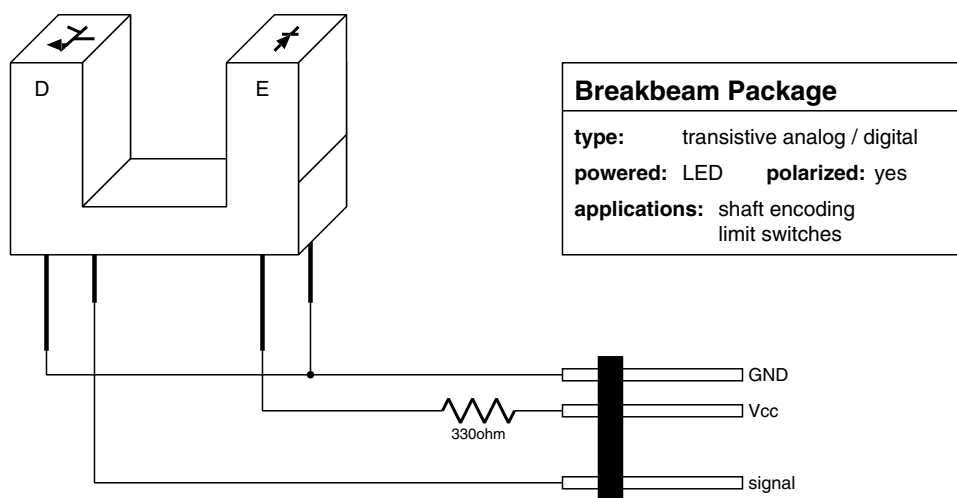 D
E
Breakbeam Package
type: transistive analog / digital
powered: LED polarized: yes
applications: shaft encoding
limit switches
GND
Vcc
330ohm
signal